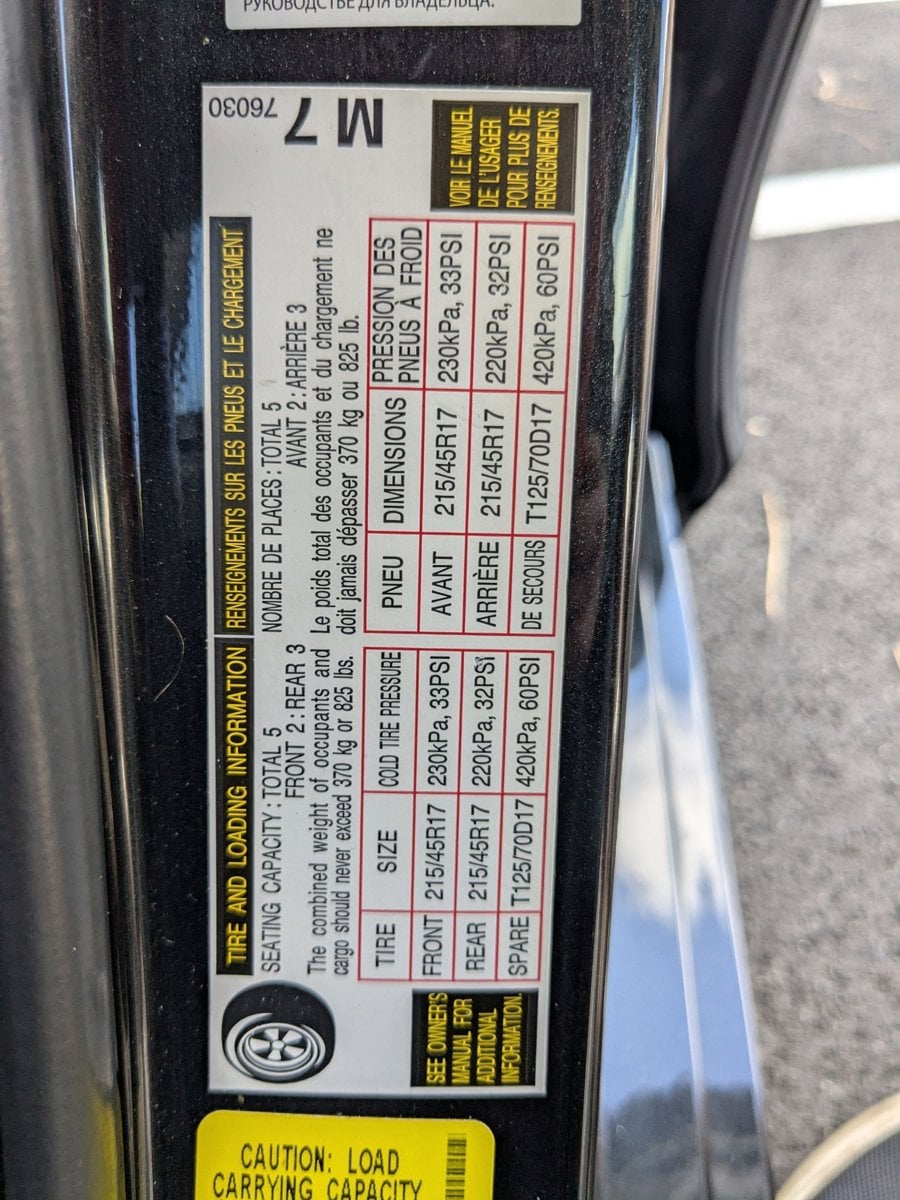 РУКОВОДСТВЕ ДЛЯ ВЛАДЕЛЬЦА.
TIRE AND LOADING INFORMATION
RENSEIGNEMENTS SUR LES PNEUS ET LE CHARGEMENT
76030
M 7
SEATING CAPACITY : TOTAL 5
FRONT 2 : REAR 3
The combined weight of occupants and
cargo should never exceed 370 kg or 825 lbs.
NOMBRE DE PLACES : TOTAL 5
AVANT 2 : ARRIÈRE 3
Le poids total des occupants et du chargement ne
doit jamais dépasser 370 kg ou 825 lb.
TIRE SIZE COLD TIRE PRESSURE
FRONT 215/45R17 230kPa, 33PSI
REAR 215/45R17 220kPa, 32PSI
SPARE T125/70D17 420kPa, 60PSI
PNEU DIMENSIONS PRESSION DES
PNEUS À FROID
AVANT 215/45R17 230kPa, 33PSI
ARRIÈRE 215/45R17 220kPa, 32PSI
DE SECOURS T125/70D17 420kPa, 60PSI
SEE OWNER'S
MANUAL FOR
ADDITIONAL
INFORMATION.
VOIR LE MANUEL
DE L'USAGER
POUR PLUS DE
RENSEIGNEMENTS.
CAUTION: LOAD
CARRYING CAPACITY